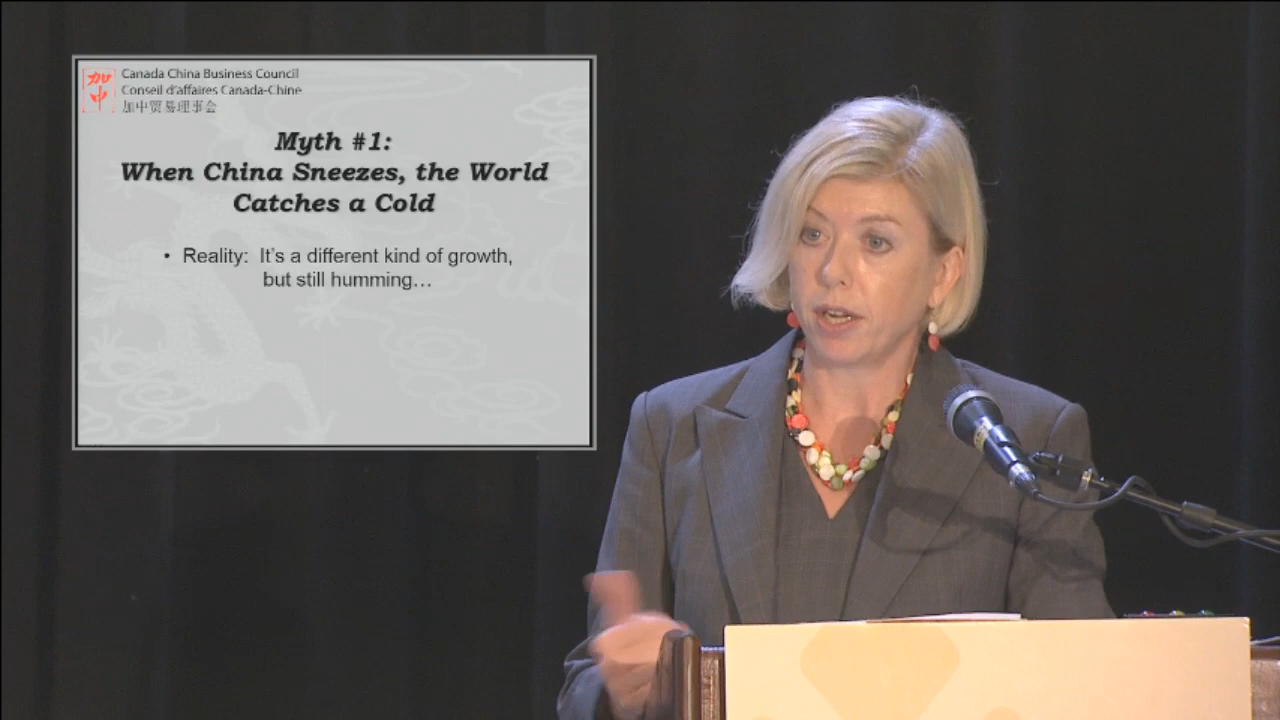 加中
Canada China Business Council
Conseil d'affaires Canada-Chine
加中贸易理事会
Myth #1:
When China Sneezes, the World
Catches a Cold
• Reality: It's a different kind of growth,
but still humming…